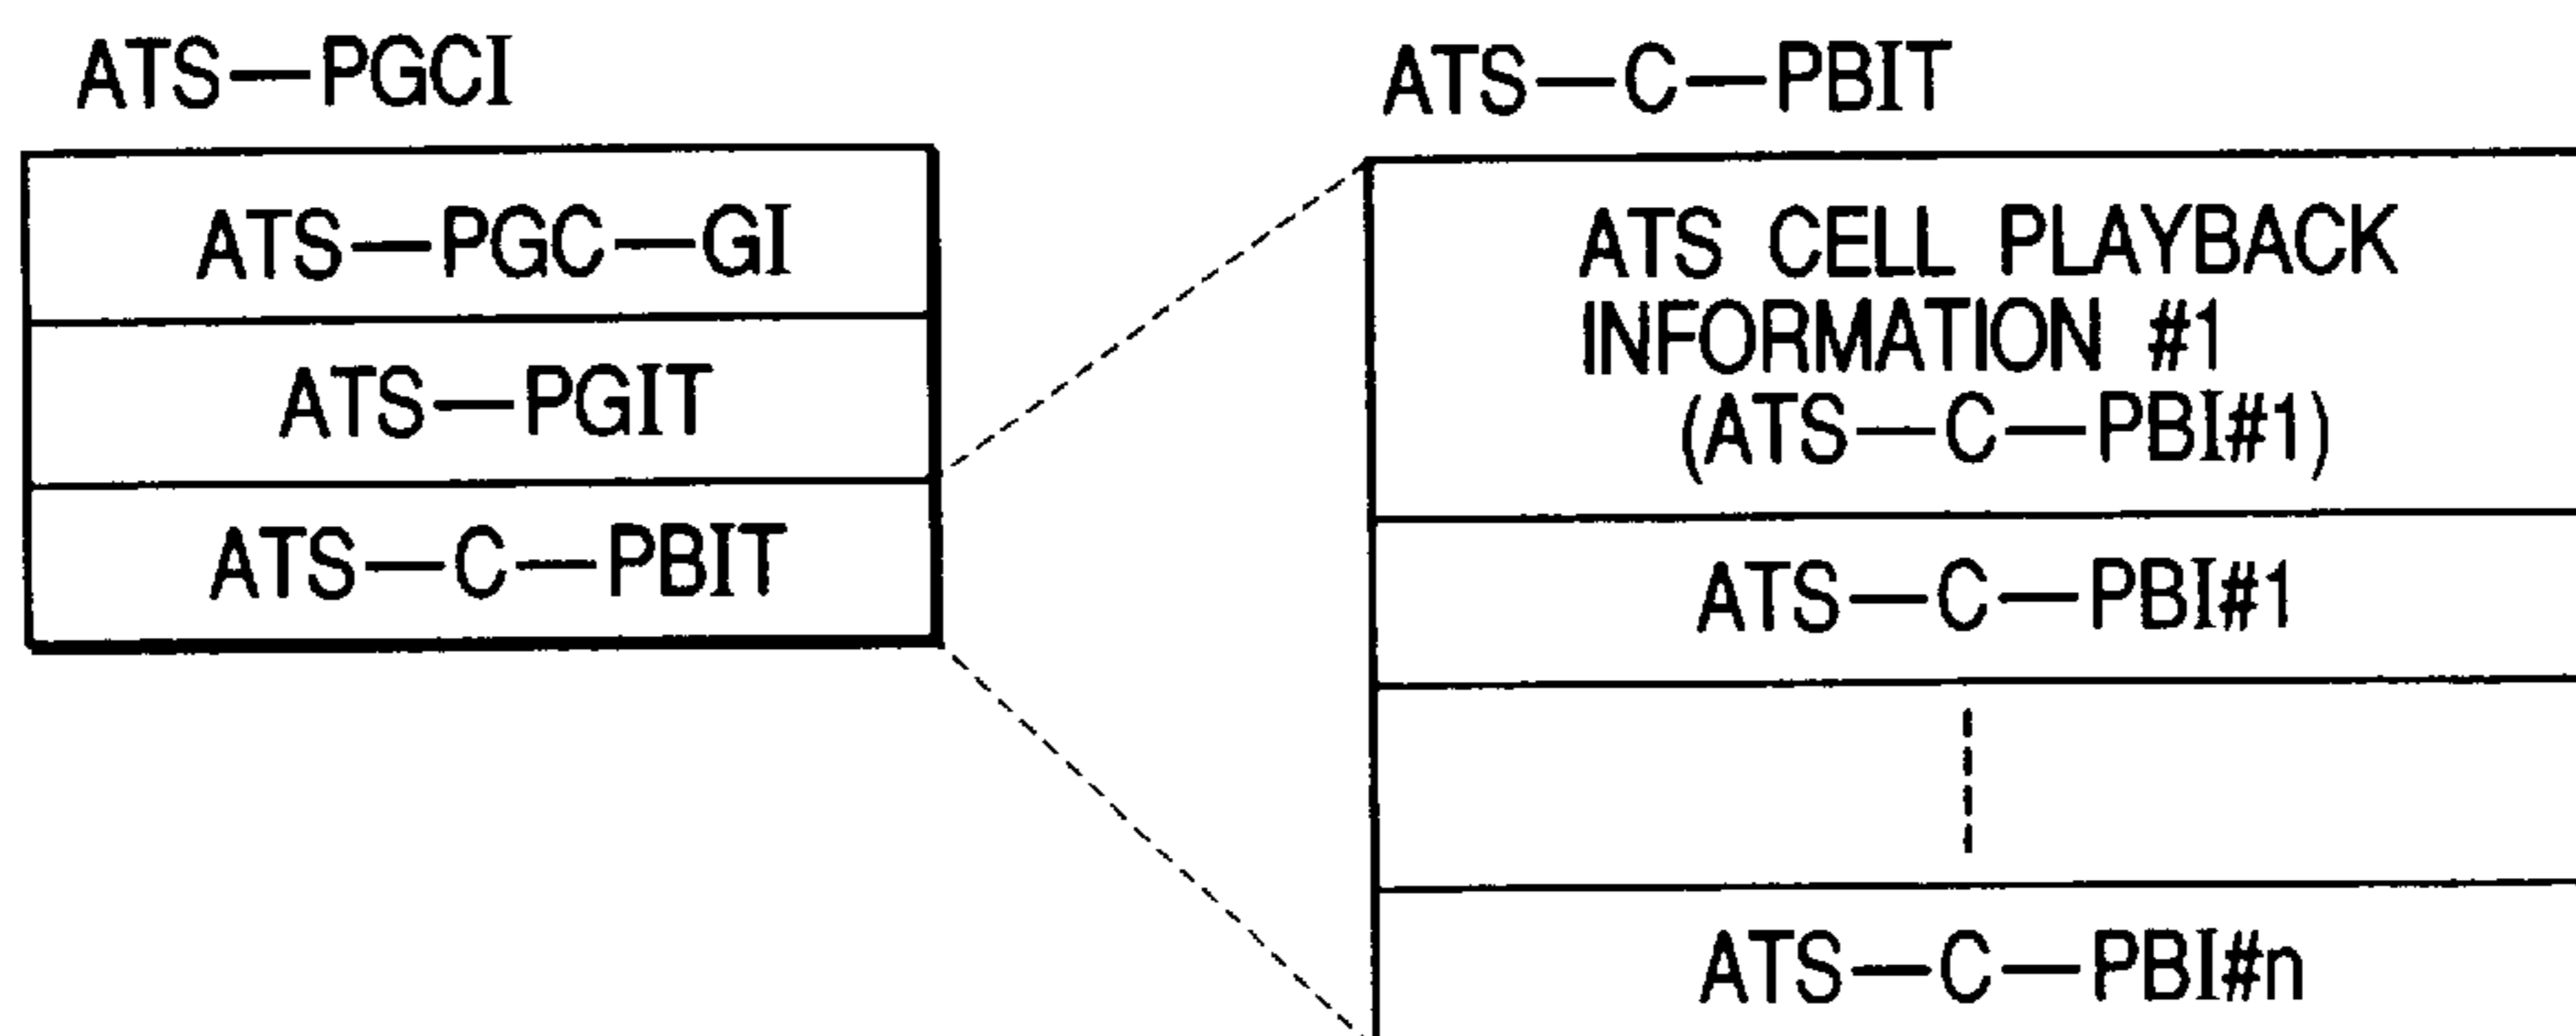 ATS—PGCI
ATS—PGC—GI
ATS—PGIT
ATS—C—PBIT
ATS—C—PBIT
ATS CELL PLAYBACK
INFORMATION #1
(ATS—C—PBI#1)
ATS—C—PBI#1
ATS—C—PBI#n